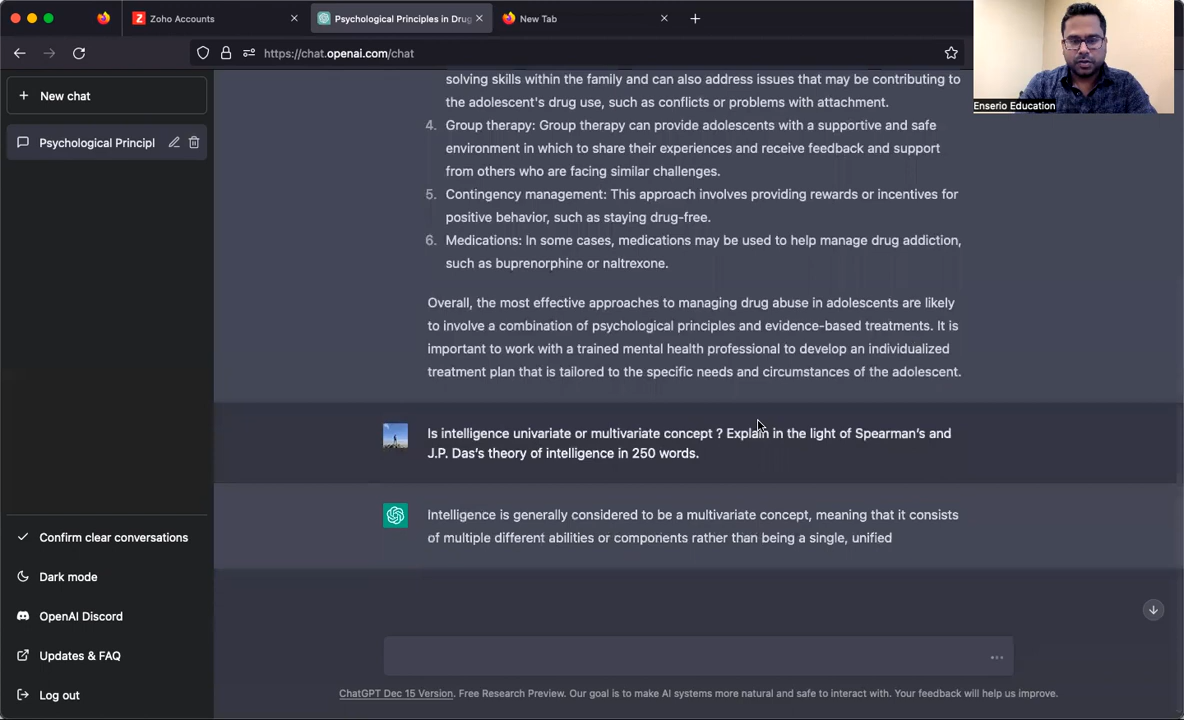 Zoho Accounts
Psychological Principles in Drug
New Tab
https://chat.openai.com/chat
Enserio Education
New chat
Psychological Principl
solving skills within the family and can also address issues that may be contributing to
the adolescent's drug use, such as conflicts or problems with attachment.
4. Group therapy: Group therapy can provide adolescents with a supportive and safe
environment in which to share their experiences and receive feedback and support
from others who are facing similar challenges.
5. Contingency management: This approach involves providing rewards or incentives for
positive behavior, such as staying drug-free.
6. Medications: In some cases, medications may be used to help manage drug addiction,
such as buprenorphine or naltrexone.
Overall, the most effective approaches to managing drug abuse in adolescents are likely
to involve a combination of psychological principles and evidence-based treatments. It is
important to work with a trained mental health professional to develop an individualized
treatment plan that is tailored to the specific needs and circumstances of the adolescent.
Is intelligence univariate or multivariate concept ? Explain in the light of Spearman's and
J.P. Das's theory of intelligence in 250 words.
Intelligence is generally considered to be a multivariate concept, meaning that it consists
of multiple different abilities or components rather than being a single, unified
Confirm clear conversations
Dark mode
OpenAI Discord
Updates & FAQ
Log out
ChatGPT Dec 15 Version. Free Research Preview. Our goal is to make AI systems more natural and safe to interact with. Your feedback will help us improve.